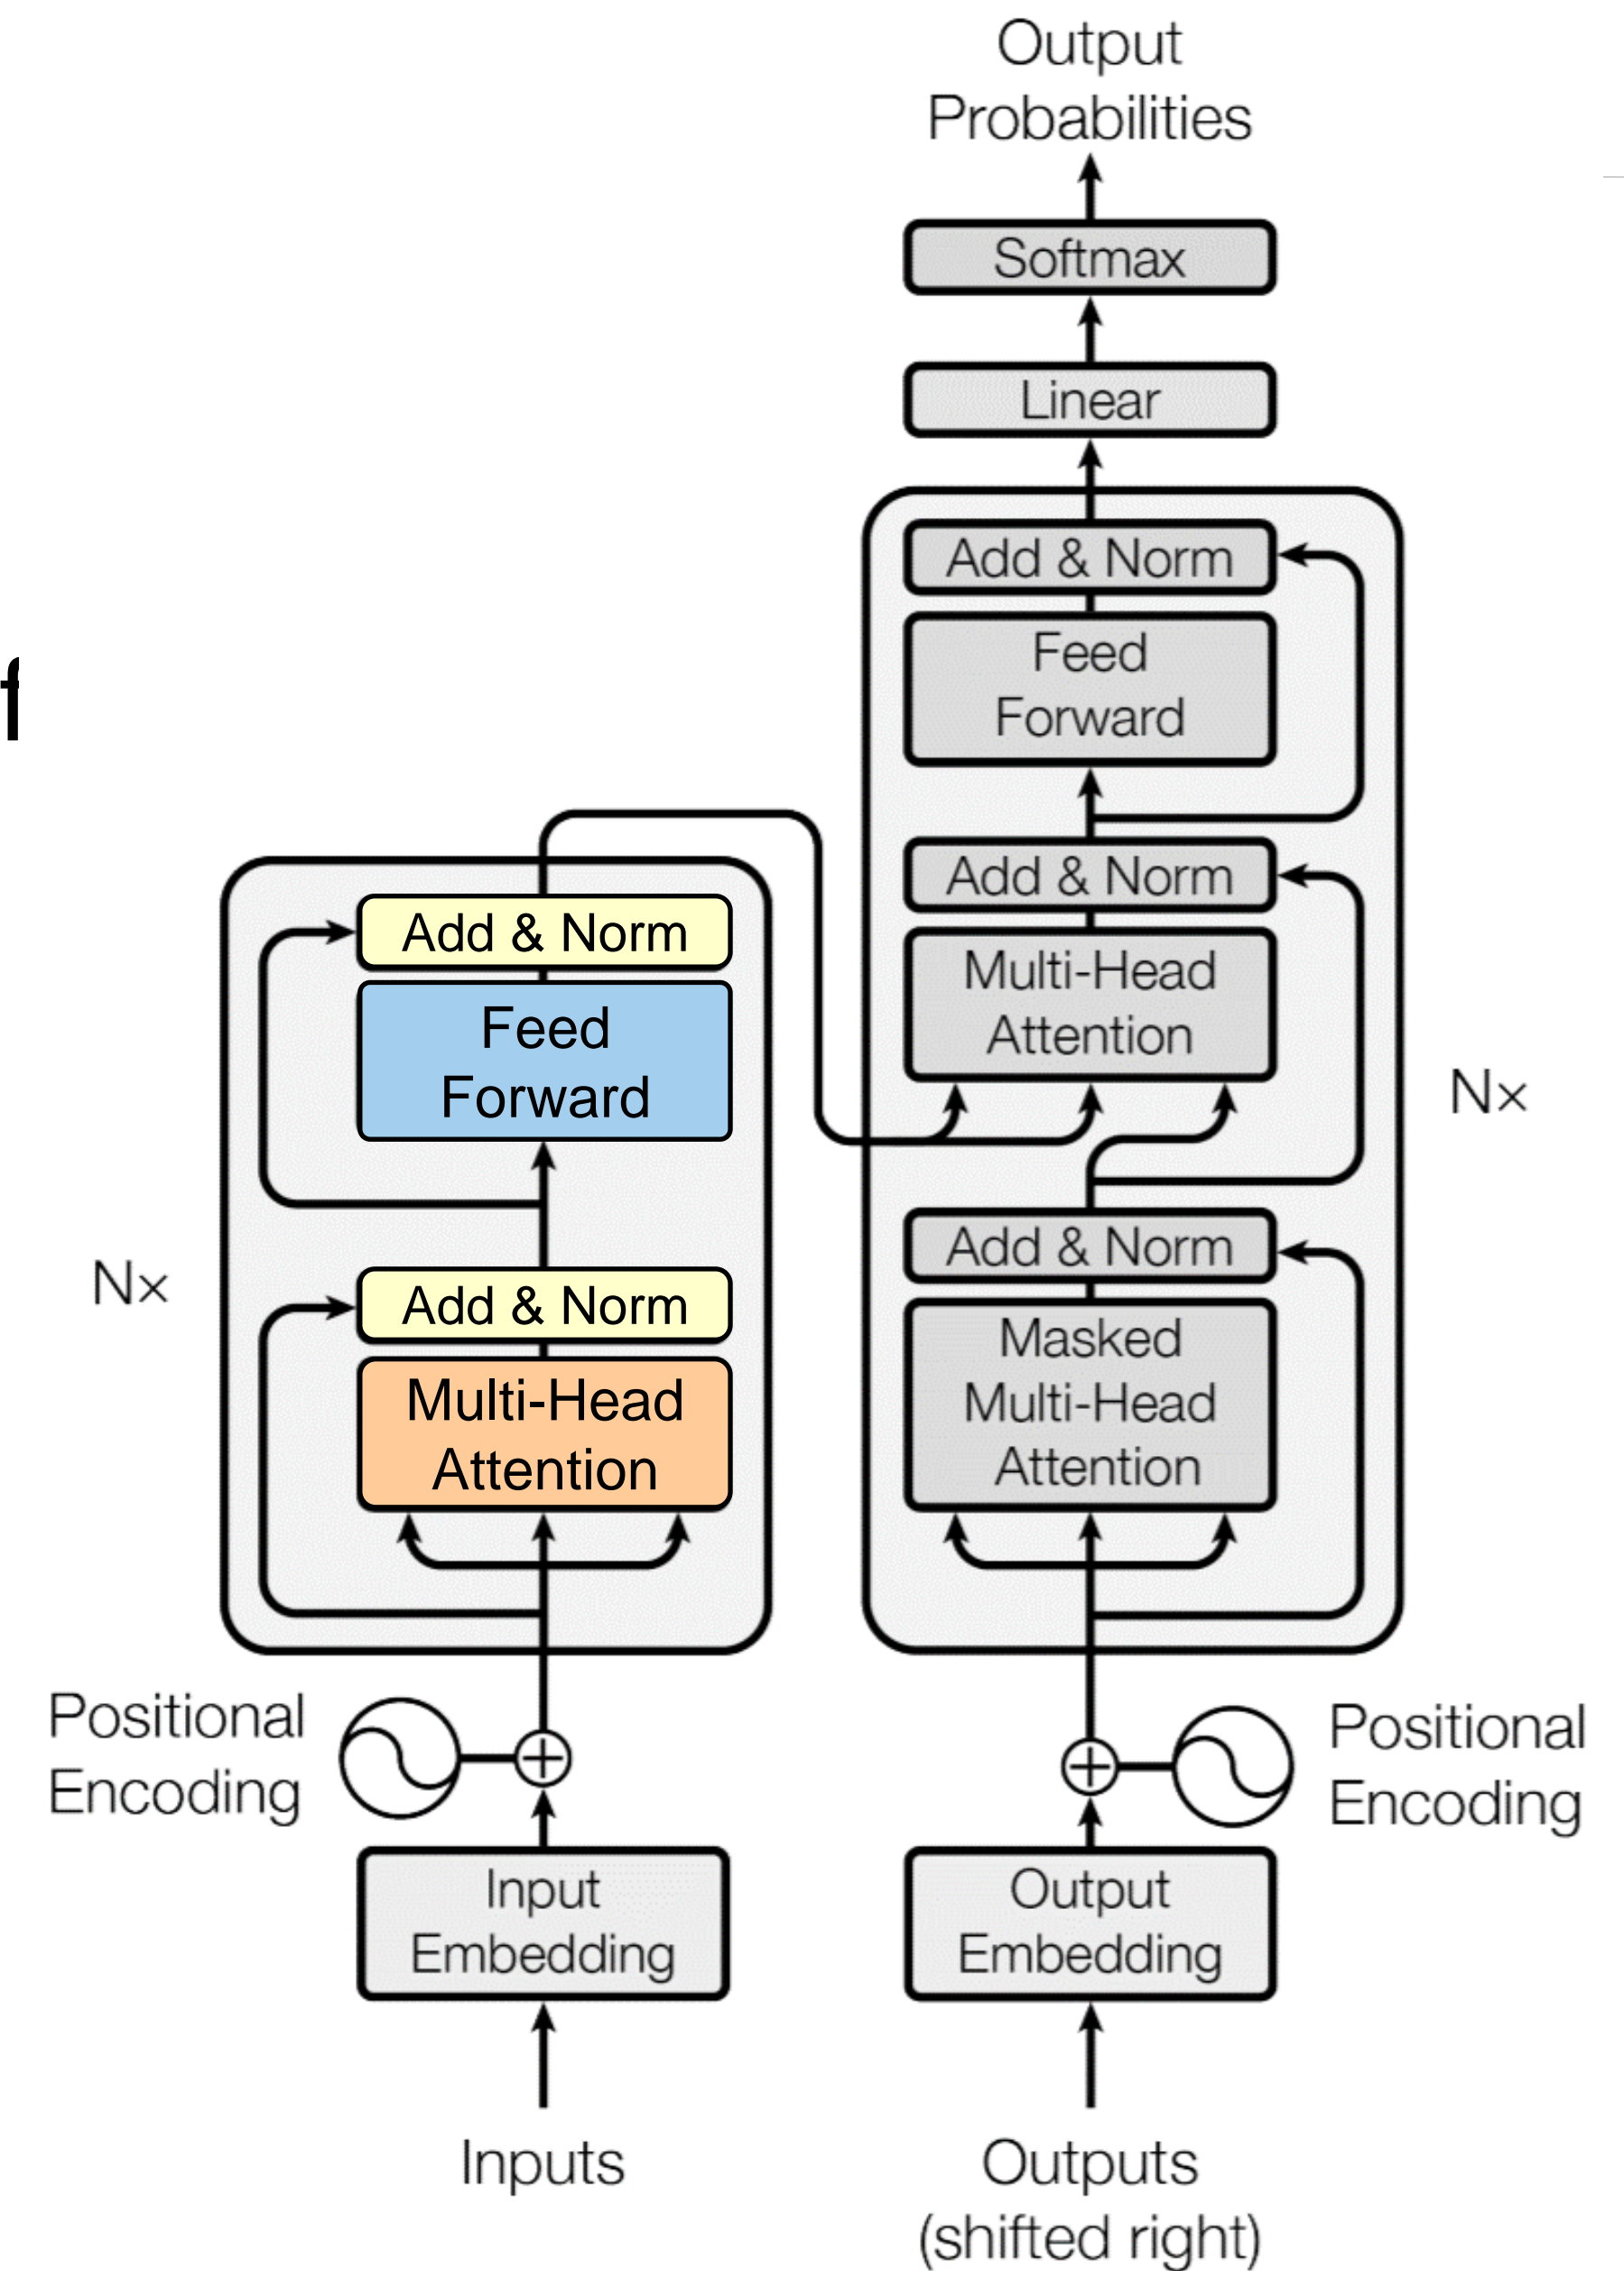 Output
Probabilities
Softmax
Linear
Add & Norm
Feed
Forward
Add & Norm
Multi-Head
Attention
Nx
Add & Norm
Masked
Multi-Head
Attention
f
Add & Norm
Feed
Forward
Nx
Add & Norm
Multi-Head
Attention
Positional
Encoding
Positional
Encoding
Input
Embedding
Output
Embedding
Inputs
Outputs
(shifted right)